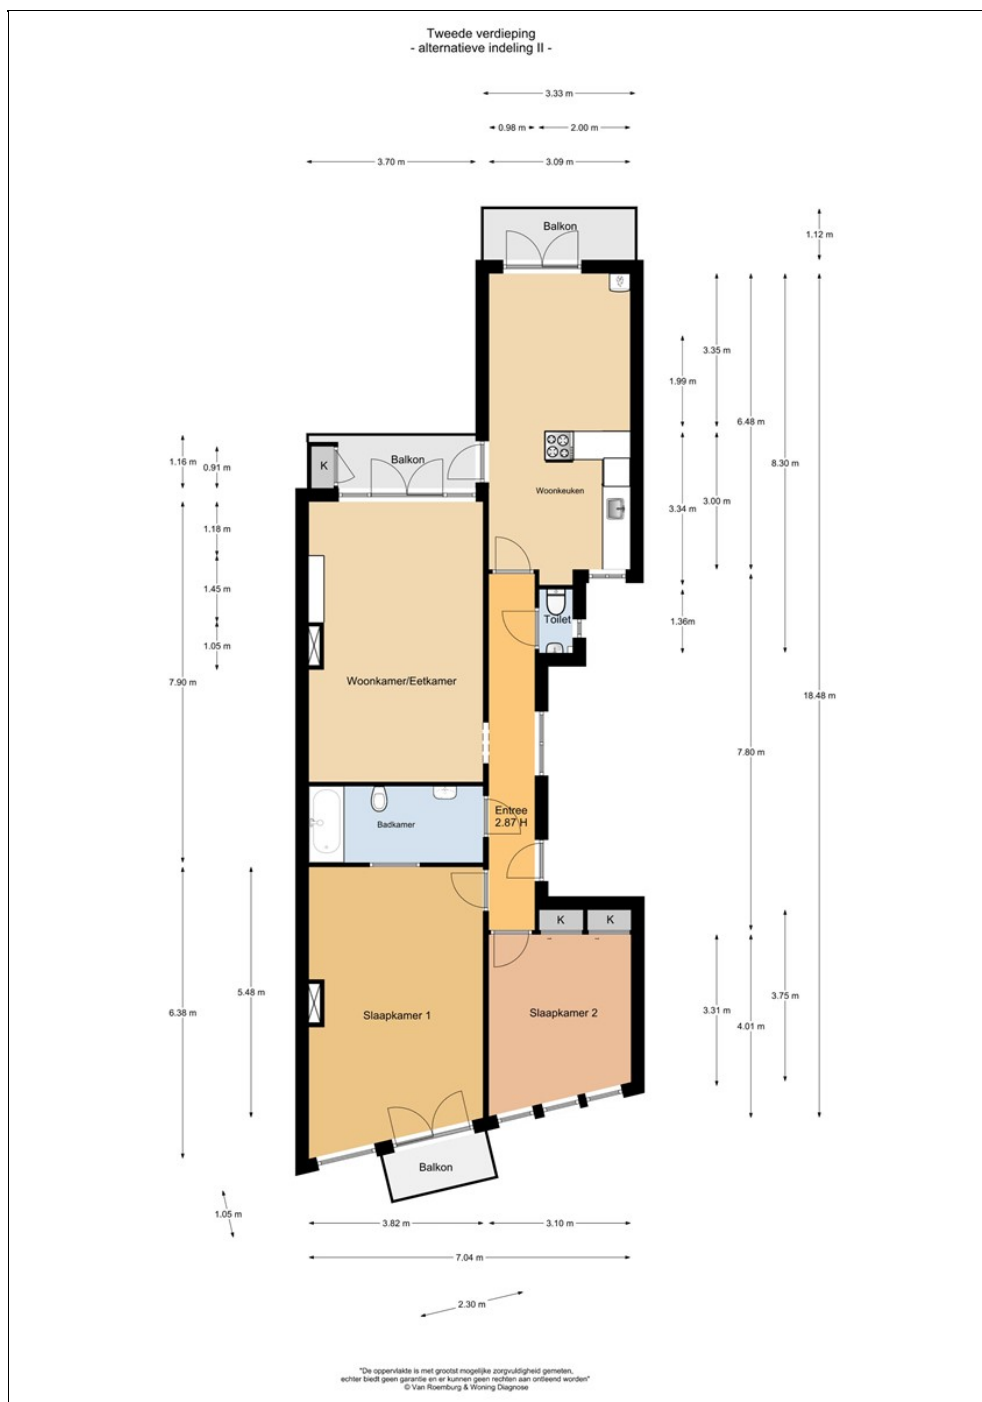 Tweede verdieping
- alternatieve indeling II -
3.33 m
0.98 m
2.00 m
3.70 m
3.09 m
Balkon
1.12 m
3.35 m
1.99 m
6.48 m
8.30 m
1.16 m
0.91 m
K
Balkon
Woonkeuken
3.34 m
3.00 m
1.18 m
1.45 m
1.05 m
Toilet
1.36m
7.90 m
Woonkamer/Eetkamer
18.48 m
7.80 m
Badkamer
Entree
2.87 H
K
K
5.48 m
6.38 m
Slaapkamer 1
Slaapkamer 2
3.31 m
4.01 m
3.75 m
Balkon
1.05 m
3.82 m
3.10 m
7.04 m
2.30 m
"De oppervlakte is met grootst mogelijke zorgvuldigheid gemeten,
echter biedt geen garantie en er kunnen geen rechten aan ontleend worden"
© Van Roemburg & Woning Diagnose